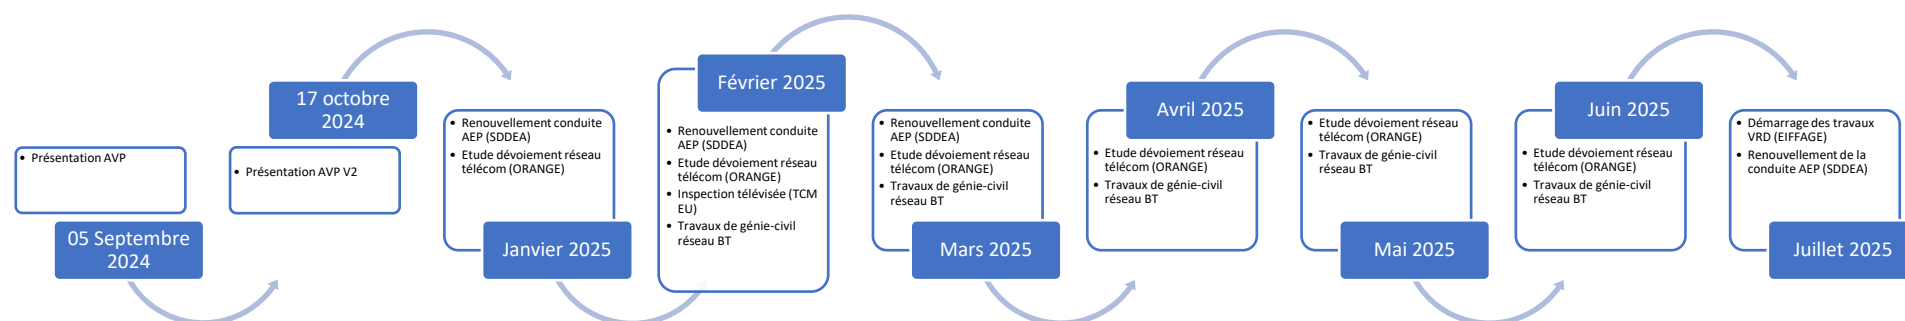 • Présentation AVP
05 Septembre
2024
17 octobre
2024
• Présentation AVP V2
• Renouvellement conduite
AEP (SDDEA)
• Etude dévoiement réseau
télécom (ORANGE)
Janvier 2025
Février 2025
• Renouvellement conduite
AEP (SDDEA)
• Etude dévoiement réseau
télécom (ORANGE)
• Inspection télévisée (TCM
EU)
• Travaux de génie-civil
réseau BT
• Renouvellement conduite
AEP (SDDEA)
• Etude dévoiement réseau
télécom (ORANGE)
• Travaux de génie-civil
réseau BT
Mars 2025
Avril 2025
• Etude dévoiement réseau
télécom (ORANGE)
• Travaux de génie-civil
réseau BT
• Etude dévoiement réseau
télécom (ORANGE)
• Travaux de génie-civil
réseau BT
Mai 2025
Juin 2025
• Etude dévoiement réseau
télécom (ORANGE)
• Travaux de génie-civil
réseau BT
• Démarrage des travaux
VRD (EIFFAGE)
• Renouvellement de la
conduite AEP (SDDEA)
Juillet 2025